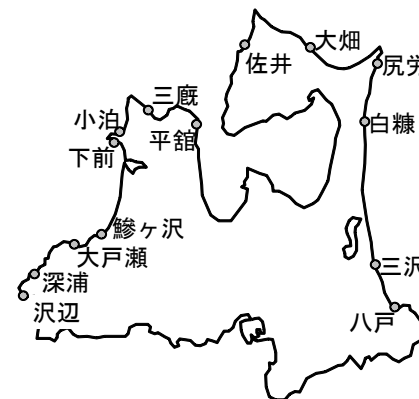 大畑
佐井
尻労
三厩
小泊
平舘
白糠
下前
鰺ヶ沢
大戸瀬
三沢
深浦
沢辺
八戸